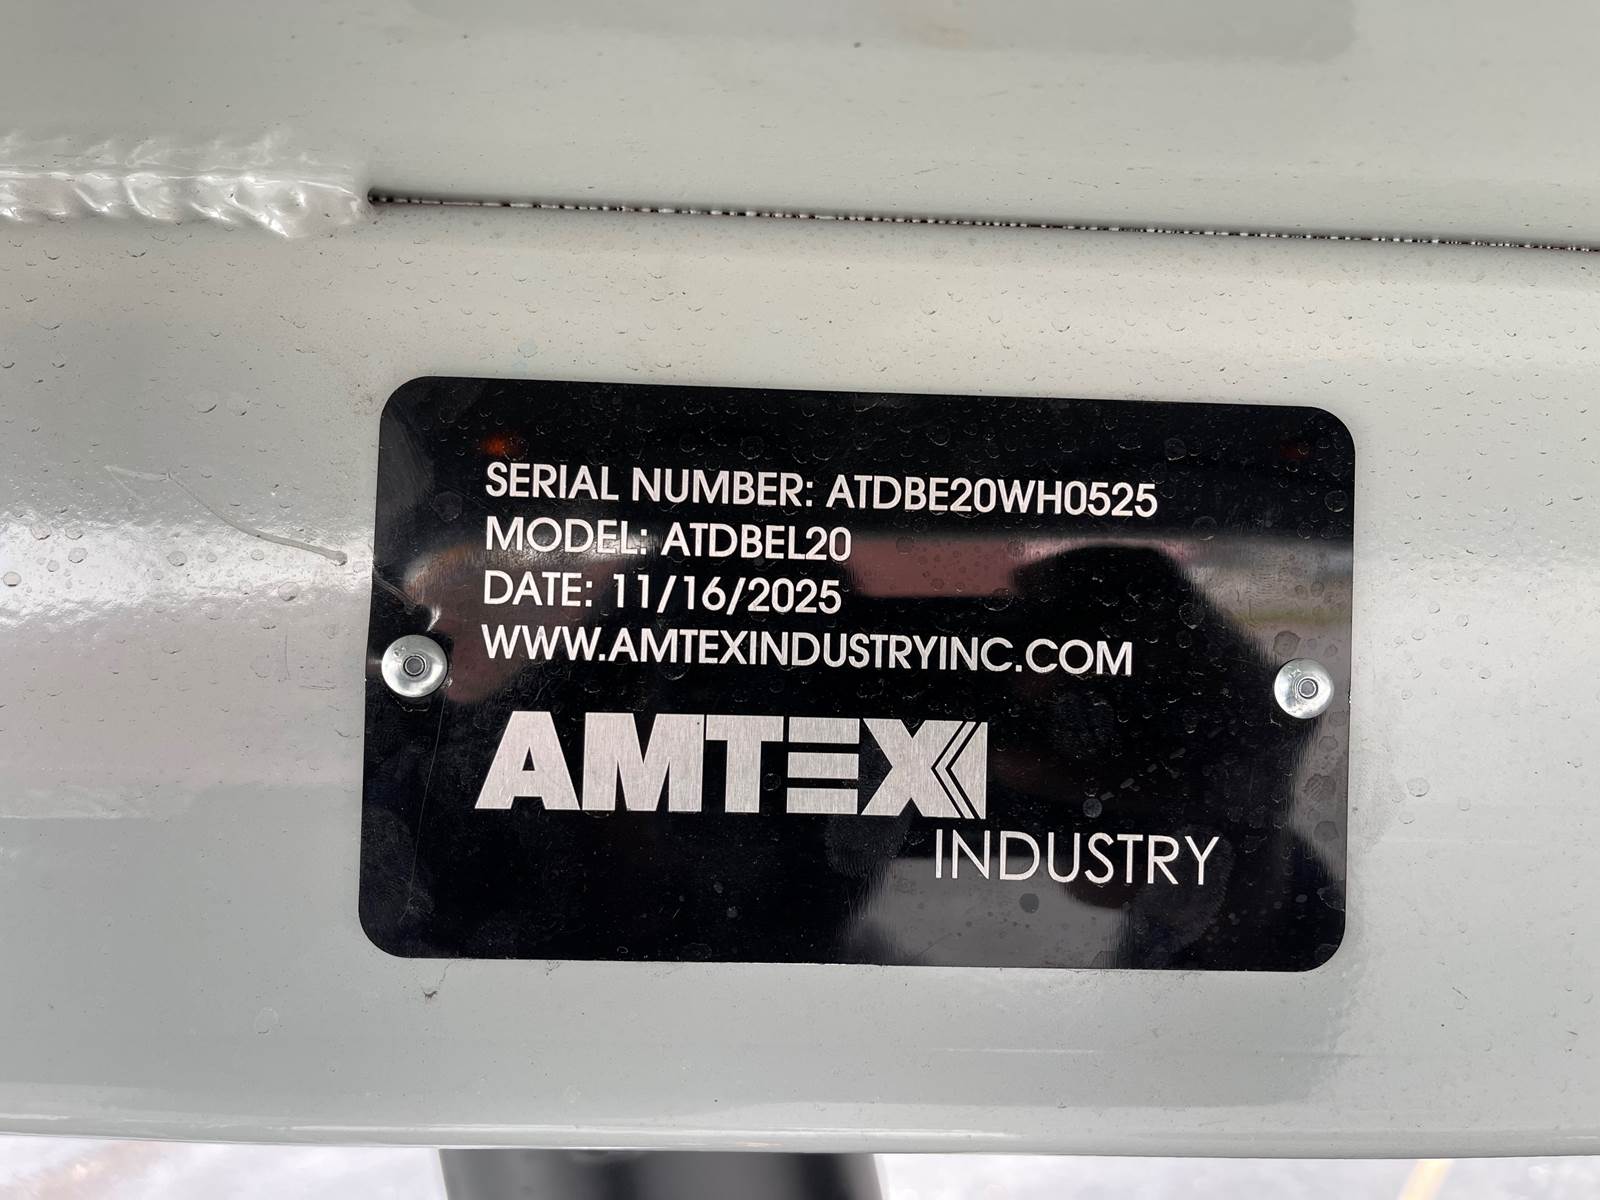 SERIAL NUMBER: ATDBE20WH0525
MODEL: ATDBEL20
DATE: 11/16/2025
WWW.AMTEXINDUSTRYINC.COM
AMTEX
INDUSTRY